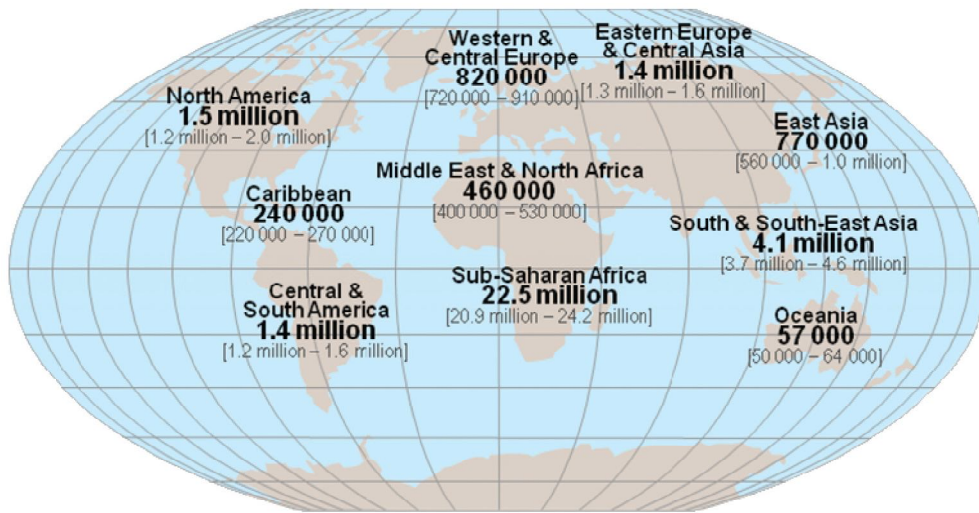 Western &
Central Europe
820 000
[720 000 – 910 000]
Eastern Europe
& Central Asia
1.4 million
[1.3 million – 1.6 million]
North America
1.5 million
[1.2 million – 2.0 million]
East Asia
770 000
[560 000 – 1.0 million]
Middle East & North Africa
460 000
[400 000 – 530 000]
Caribbean
240 000
[220 000 – 270 000]
South & South-East Asia
4.1 million
[3.7 million – 4.6 million]
Sub-Saharan Africa
22.5 million
[20.9 million – 24.2 million]
Central &
South America
1.4 million
[1.2 million – 1.6 million]
Oceania
57 000
[50 000 – 64 000]